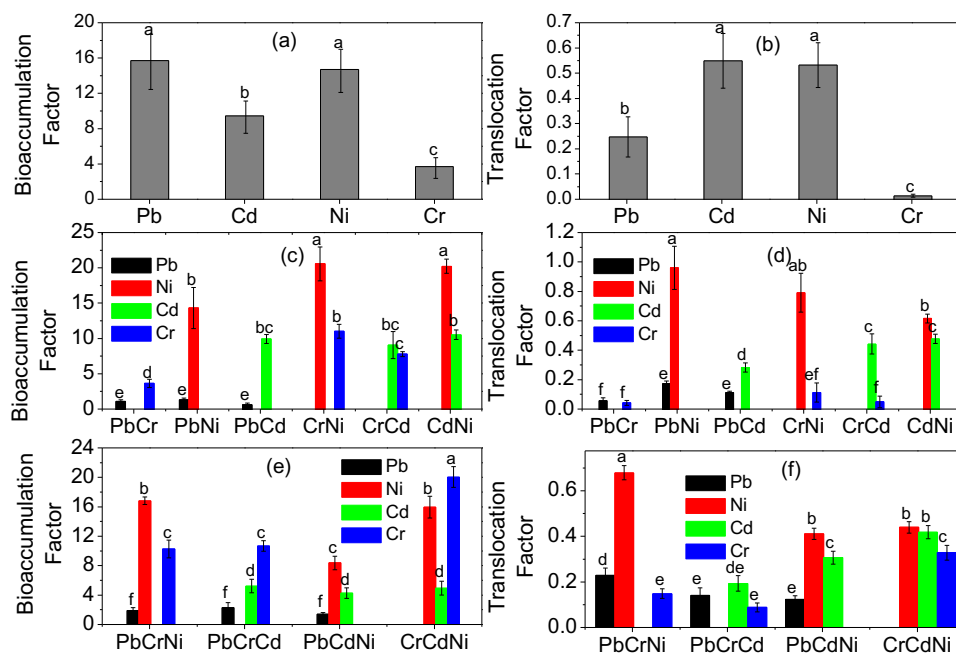 20
16
12
8
4
0
Bioaccumulation
Factor
(a)
a
b
a
c
Pb Cd Ni Cr
0.6
0.5
0.4
0.3
0.2
0.1
0.0
Translocation
Factor
(b)
b
a
a
c
Pb Cd Ni Cr
25
20
15
10
5
0
Bioaccumulation
Factor
(c)
Pb
Ni
Cd
Cr
e d e b e bc a b bc c a b
PbCr PbNi PbCd CrNi CrCd CdNi
1.2
1.0
0.8
0.6
0.4
0.2
0.0
Translocation
Factor
(d)
Pb
Ni
Cd
Cr
f f e a e d ab ef c f b c
PbCr PbNi PbCd CrNi CrCd CdNi
24
20
16
12
8
4
0
Bioaccumulation
Factor
(e)
Pb
Ni
Cd
Cr
f b c f d c f c d b d a
PbCrNi PbCrCd PbCdNi CrCdNi
0.6
0.4
0.2
0.0
Translocation
Factor
(f)
Pb
Ni
Cd
Cr
d a e e de e e b c b b c
PbCrNi PbCrCd PbCdNi CrCdNi